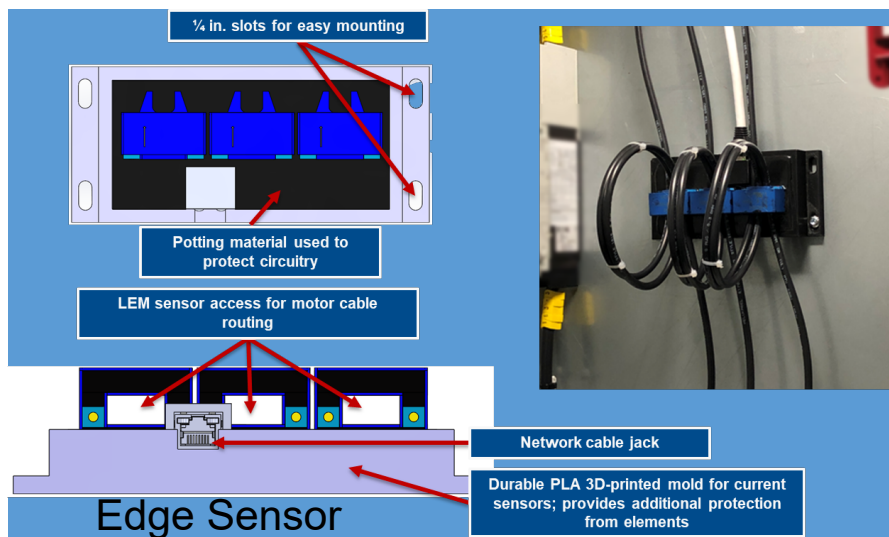 ¼ in. slots for easy mounting
Potting material used to
protect circuitry
LEM sensor access for motor cable
routing
Network cable jack
Durable PLA 3D-printed mold for current
sensors; provides additional protection
from elements
Edge Sensor